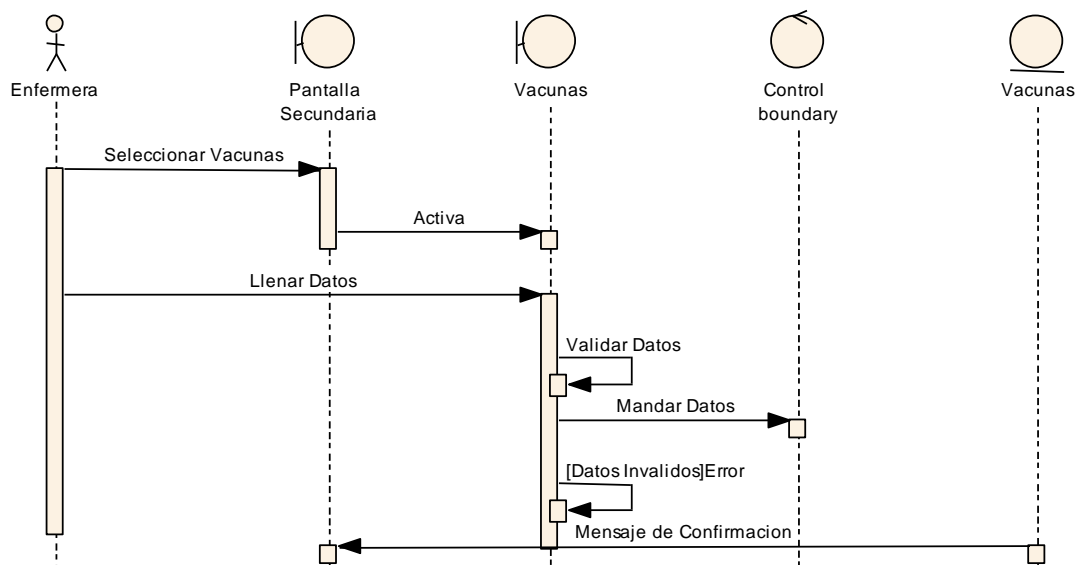 Enfermera
Pantalla
Secundaria
Vacunas
Control
boundary
Vacunas
Seleccionar Vacunas
Activa
Llenar Datos
Validar Datos
Mandar Datos
[Datos Invalidos]Error
Mensaje de Confirmacion